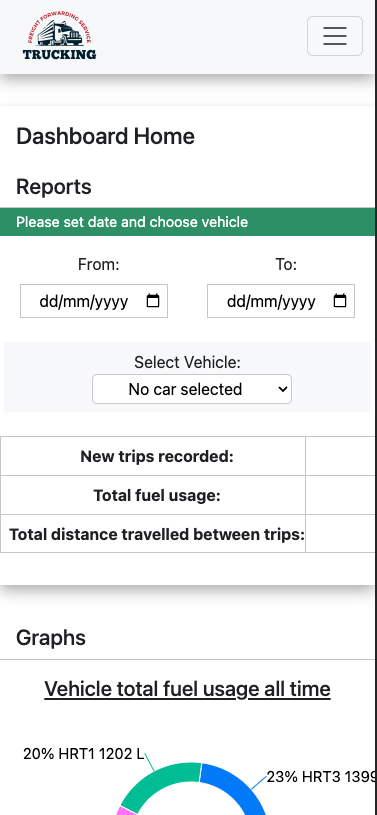 FREIGHT FORWARDING SERVICE
TRUCKING
Dashboard Home
Reports
Please set date and choose vehicle
From: To:
dd/mm/yyyy dd/mm/yyyy
Select Vehicle:
No car selected
New trips recorded:
Total fuel usage:
Total distance travelled between trips:
Graphs
Vehicle total fuel usage all time
20% HRT1 1202 L
23% HRT3 1399